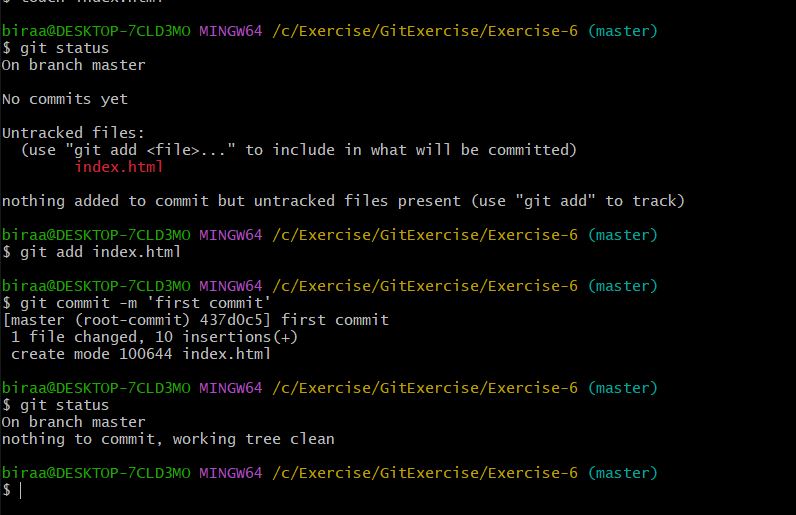 biraa@DESKTOP-7CLD3MO MINGW64 /c/Exercise/GitExercise/Exercise-6 (master)
$ git status
On branch master
No commits yet
Untracked files:
  (use "git add <file>..." to include in what will be committed)
        index.html
nothing added to commit but untracked files present (use "git add" to track)
biraa@DESKTOP-7CLD3MO MINGW64 /c/Exercise/GitExercise/Exercise-6 (master)
$ git add index.html
biraa@DESKTOP-7CLD3MO MINGW64 /c/Exercise/GitExercise/Exercise-6 (master)
$ git commit -m 'first commit'
[master (root-commit) 437d0c5] first commit
 1 file changed, 10 insertions(+)
 create mode 100644 index.html
biraa@DESKTOP-7CLD3MO MINGW64 /c/Exercise/GitExercise/Exercise-6 (master)
$ git status
On branch master
nothing to commit, working tree clean
biraa@DESKTOP-7CLD3MO MINGW64 /c/Exercise/GitExercise/Exercise-6 (master)
$